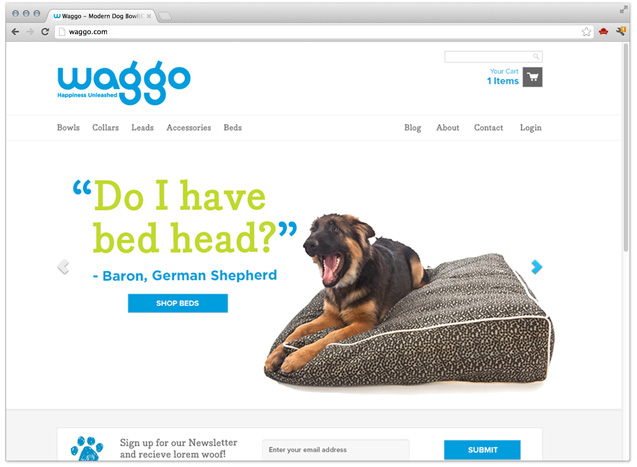 Waggo – Modern Dog Bowl
waggo.com
waggo
Happiness Unleashed
Your Cart
1 Items
Bowls Collars Leads Accessories Beds Blog About Contact Login
“Do I have
bed head?”
- Baron, German Shepherd
SHOP BEDS
Sign up for our Newsletter
and recieve lorem woof!
Enter your email address
SUBMIT